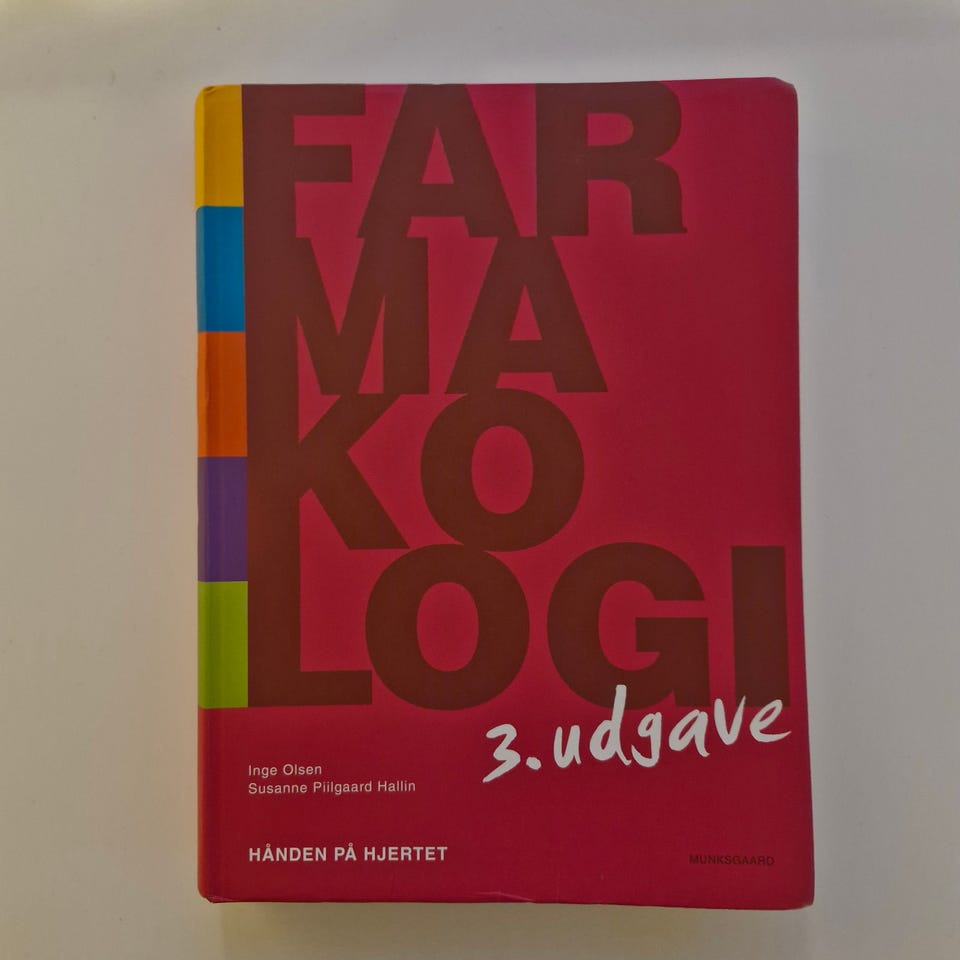 FAR
MA
KO
LOGI
3. udgave
Inge Olsen
Susanne Piilgaard Hallin
HÅNDEN PÅ HJERTET
MUNKSGAARD